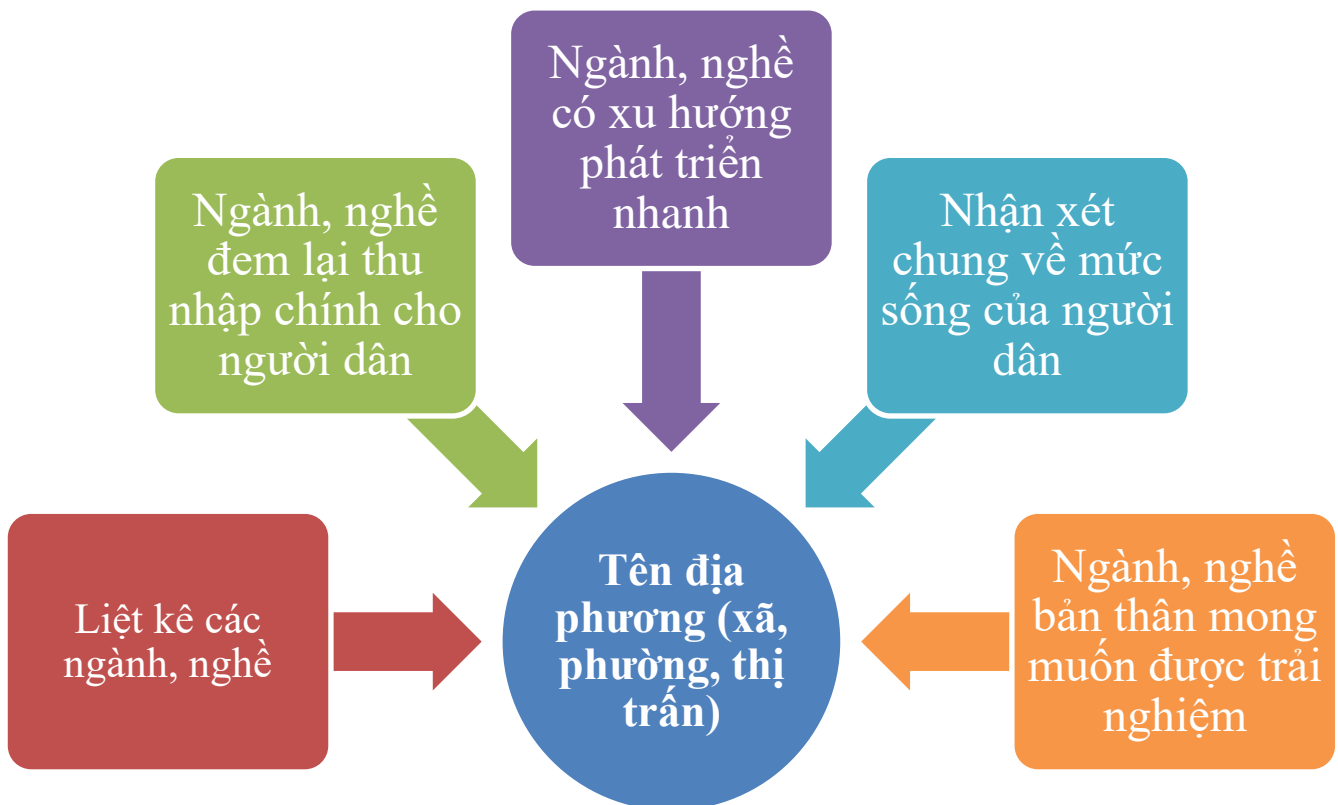 Liệt kê các
ngành, nghề
Ngành, nghề
đem lại thu
nhập chính cho
người dân
Ngành, nghề
có xu hướng
phát triển
nhanh
Nhận xét
chung về mức
sống của người
dân
Ngành, nghề
bản thân mong
muốn được trải
nghiệm
Tên địa
phương (xã,
phường, thị
trấn)